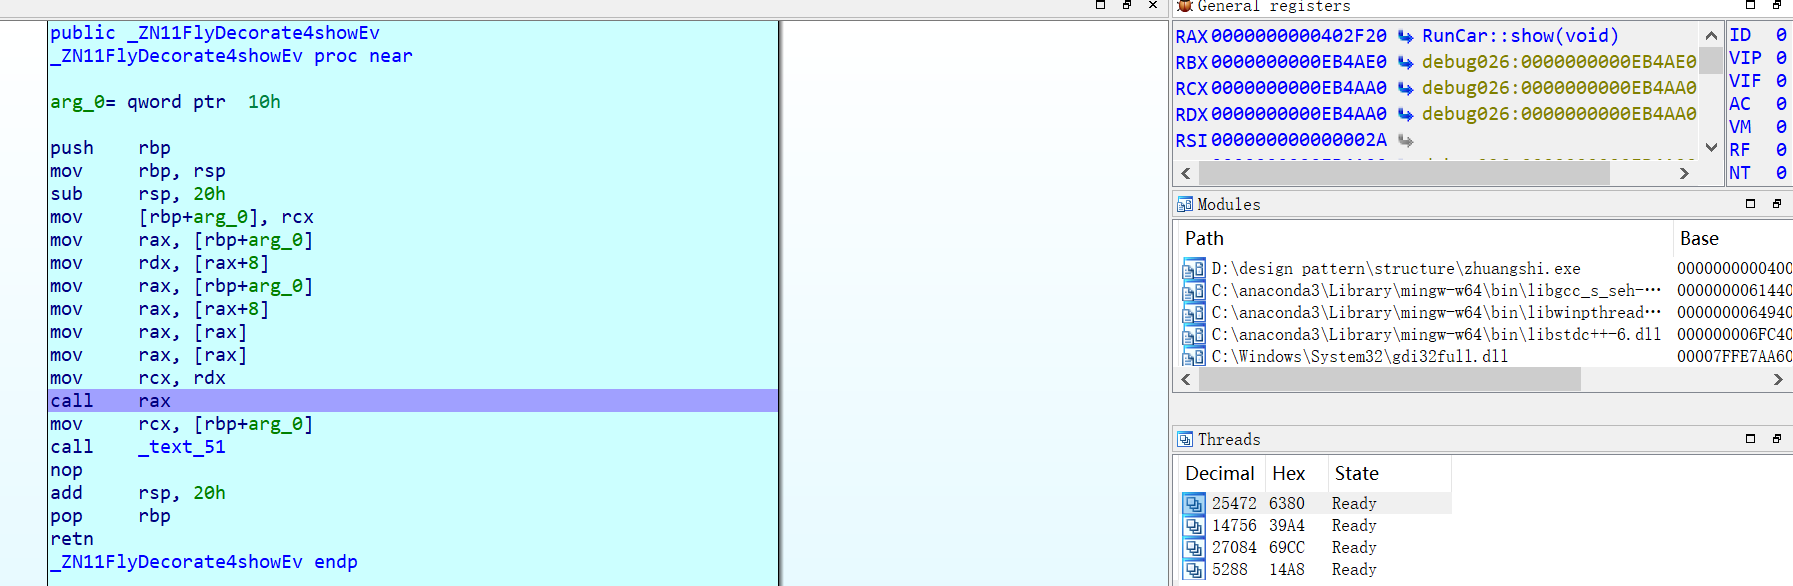 public _ZN11FlyDecorate4showEv
_ZN11FlyDecorate4showEv proc near
arg_0= qword ptr  10h
push    rbp
mov     rbp, rsp
sub     rsp, 20h
mov     [rbp+arg_0], rcx
mov     rax, [rbp+arg_0]
mov     rdx, [rax+8]
mov     rax, [rbp+arg_0]
mov     rax, [rax+8]
mov     rax, [rax]
mov     rax, [rax]
mov     rcx, rdx
call    rax
mov     rcx, [rbp+arg_0]
call    _text_51
nop
add     rsp, 20h
pop     rbp
retn
_ZN11FlyDecorate4showEv endp
General registers
RAX 0000000000402F20 RunCar::show(void)
RBX 0000000000EB4AE0 debug026:0000000000EB4AE0
RCX 0000000000EB4AA0 debug026:0000000000EB4AA0
RDX 0000000000EB4AA0 debug026:0000000000EB4AA0
RSI 000000000000002A
ID 0
VIP 0
VIF 0
AC 0
VM 0
RF 0
NT 0
Modules
Path Base
D:\design pattern\structure\zhuangshi.exe 0000000000400
C:\anaconda3\Library\mingw-w64\bin\libgcc_s_seh-… 0000000061440
C:\anaconda3\Library\mingw-w64\bin\libwinpthread… 0000000064940
C:\anaconda3\Library\mingw-w64\bin\libstdc++-6.dll 000000006FC40
C:\Windows\System32\gdi32full.dll 00007FFE7AA60
Threads
Decimal Hex State
25472 6380 Ready
14756 39A4 Ready
27084 69CC Ready
5288 14A8 Ready